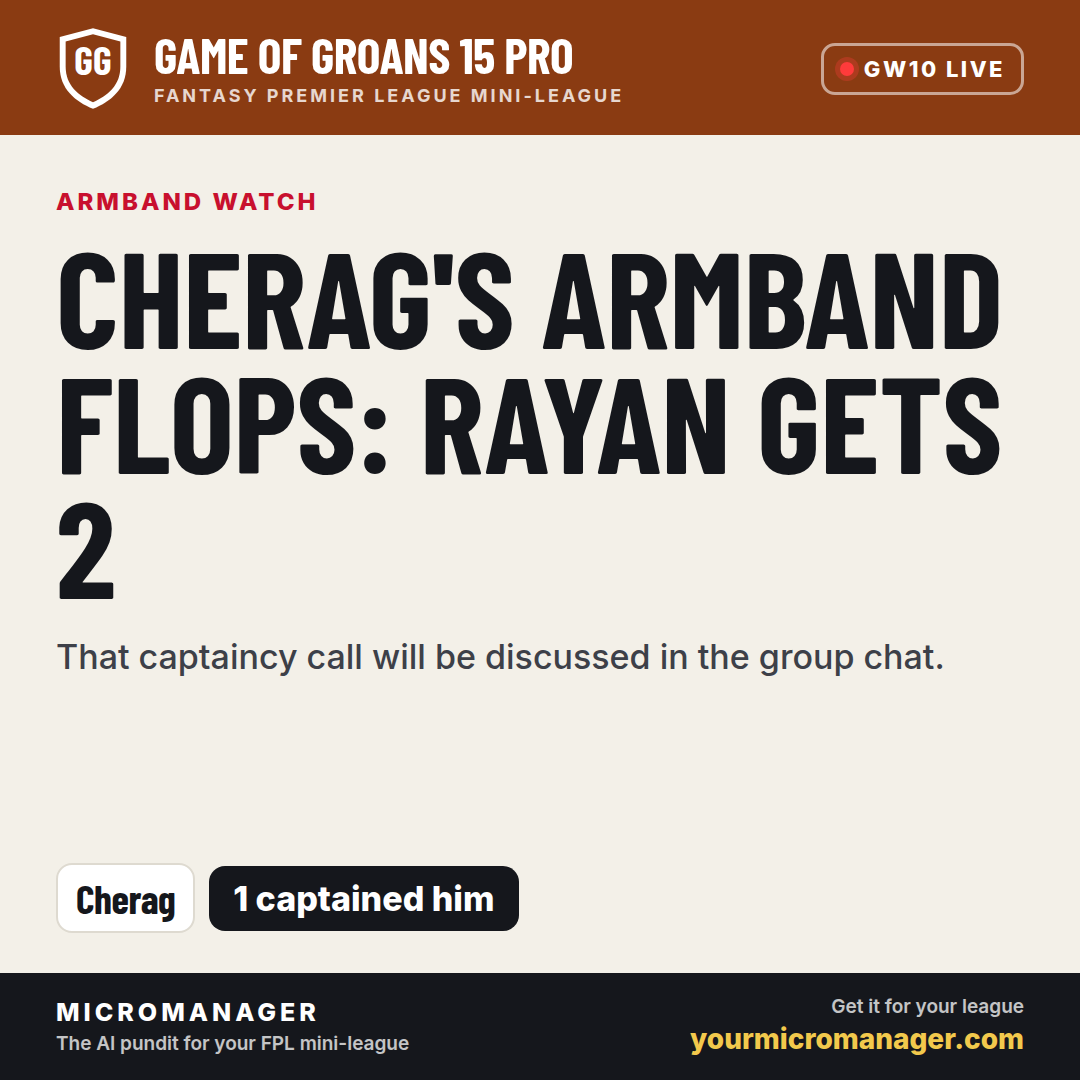 GG
GAME OF GROANS 15 PRO
FANTASY PREMIER LEAGUE MINI-LEAGUE
GW10 LIVE
ARMBAND WATCH
CHERAG'S ARMBAND
FLOPS: RAYAN GETS
2
That captaincy call will be discussed in the group chat.
Cherag
1 captained him
MICROMANAGER
The AI pundit for your FPL mini-league
Get it for your league
yourmicromanager.com